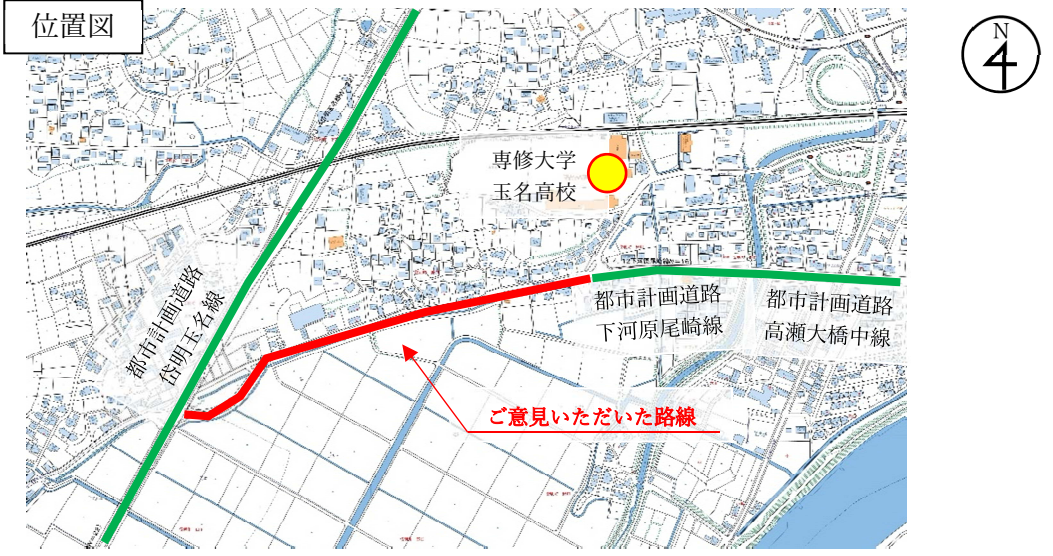 位置図
N
専修大学
玉名高校
都市計画道路
岱明玉名線
都市計画道路
下河原尾崎線
都市計画道路
高瀬大橋中線
ご意見いただいた路線